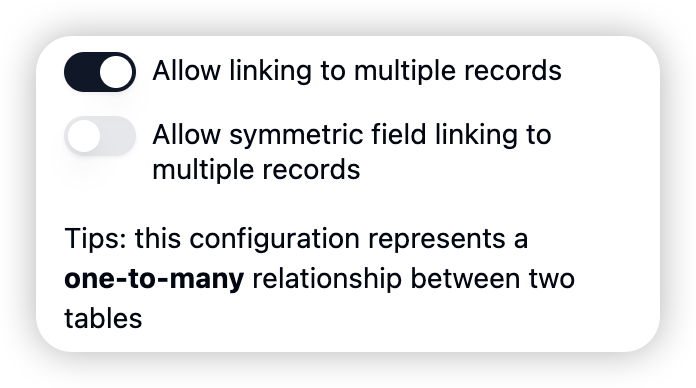 Allow linking to multiple records
Allow symmetric field linking to
multiple records
Tips: this configuration represents a
one-to-many relationship between two
tables